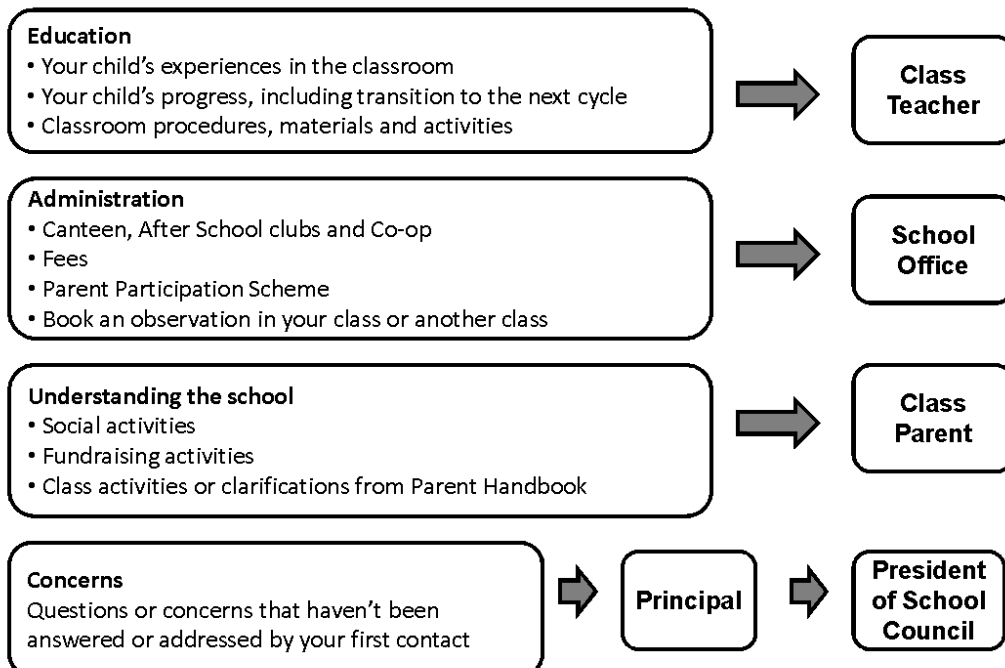 Education
• Your child’s experiences in the classroom
• Your child’s progress, including transition to the next cycle
• Classroom procedures, materials and activities
Class
Teacher
Administration
• Canteen, After School clubs and Co-op
• Fees
• Parent Participation Scheme
• Book an observation in your class or another class
School
Office
Understanding the school
• Social activities
• Fundraising activities
• Class activities or clarifications from Parent Handbook
Class
Parent
Concerns
Questions or concerns that haven’t been
answered or addressed by your first contact
Principal
President
of School
Council